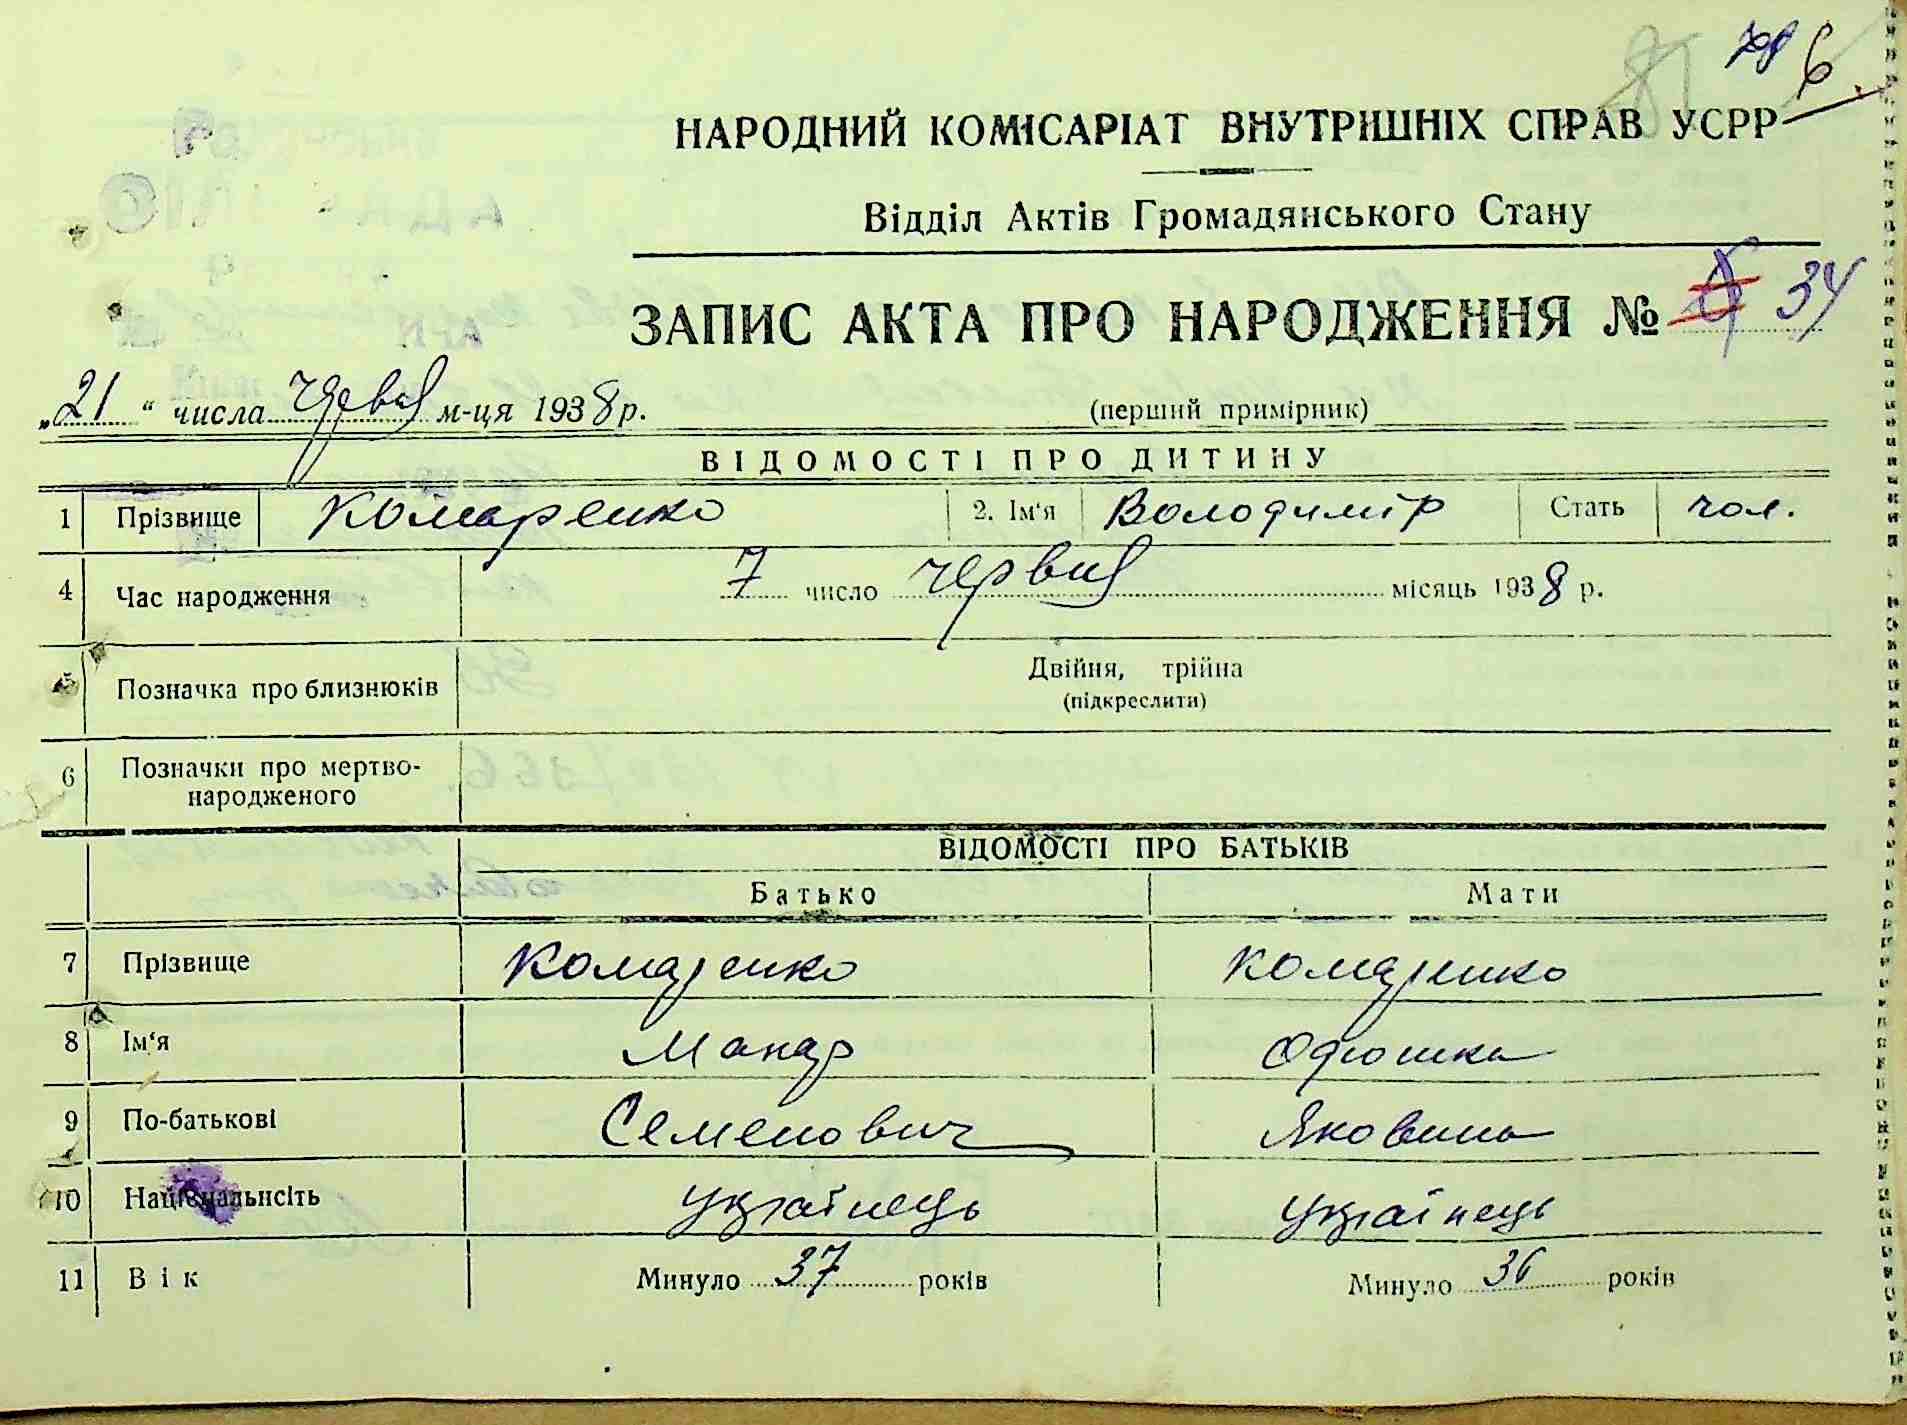 6.
НАРОДНИЙ КОМІСАРІАТ ВНУТРІШНІХ СПРАВ УСРР
Відділ Актів Громадянського Стану
ЗАПИС АКТА ПРО НАРОДЖЕННЯ № 34
„21" числа червня м-ця 1938 р. (перший примірник)
ВІДОМОСТІ ПРО ДИТИНУ
1 Прізвище Комаренко 2. Ім'я Володимір Стать чол.
4 Час народження 7 число червня місяць 1938 р.
5 Позначка про близнюків Двійня, трійна
(підкреслити)
6 Позначки про мертво-
народженого
ВІДОМОСТІ ПРО БАТЬКІВ
Батько Мати
7 Прізвище Комаренко Комаренко
8 Ім'я Макар
9 По-батькові Семенович Яковина
10 Національність українець українець
11 Вік Минуло 37 років Минуло 36 років